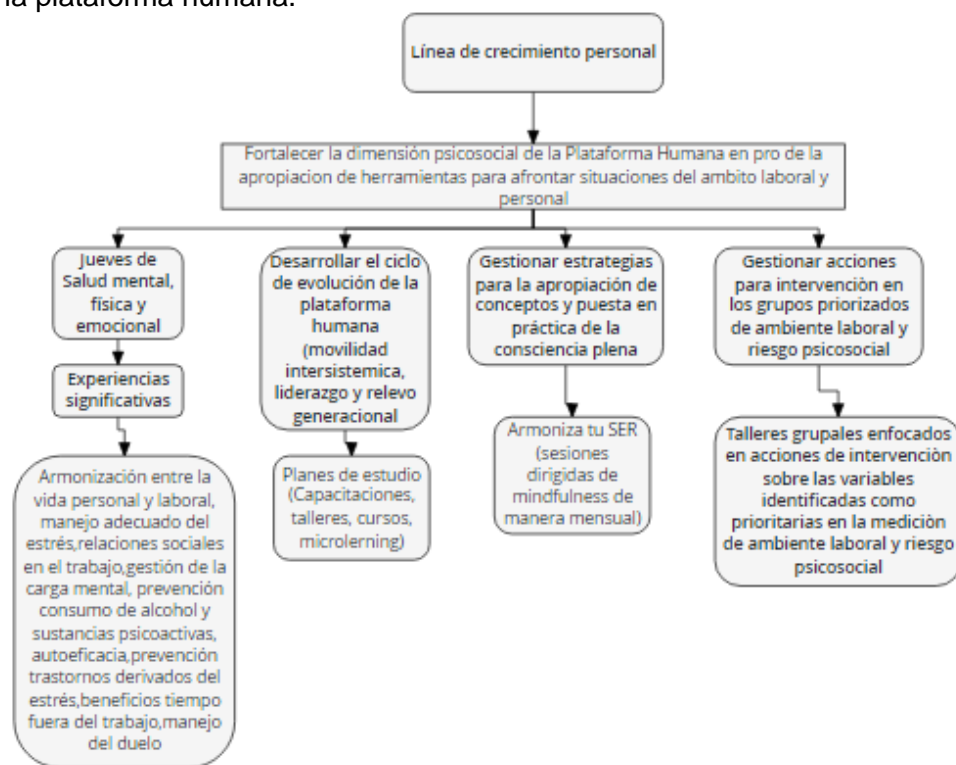 la plataforma humana.
Línea de crecimiento personal
Fortalecer la dimensión psicosocial de la Plataforma Humana en pro de la
apropiacion de herramientas para afrontar situaciones del ambito laboral y
personal
Jueves de
Salud mental,
física y
emocional
Experiencias
significativas
Armonización entre la
vida personal y laboral,
manejo adecuado del
estrés,relaciones sociales
en el trabajo,gestión de la
carga mental, prevención
consumo de alcohol y
sustancias psicoactivas,
autoeficacia,prevención
trastornos derivados del
estrés,beneficios tiempo
fuera del trabajo,manejo
del duelo
Desarrollar el ciclo
de evolución de la
plataforma
humana
(movilidad
intersistemica,
liderazgo y relevo
generacional
Planes de estudio
(Capacitaciones,
talleres, cursos,
microlerning)
Gestionar estrategias
para la apropiación de
conceptos y puesta en
práctica de la
consciencia plena
Armoniza tu SER
(sesiones
dirigidas de
mindfulness de
manera mensual)
Gestionar acciones
para intervenciòn en
los grupos priorizados
de ambiente laboral y
riesgo psicosocial
Talleres grupales enfocados
en acciones de intervenciòn
sobre las variables
identificadas como
prioritarias en la mediciòn
de ambiente laboral y riesgo
psicosocial